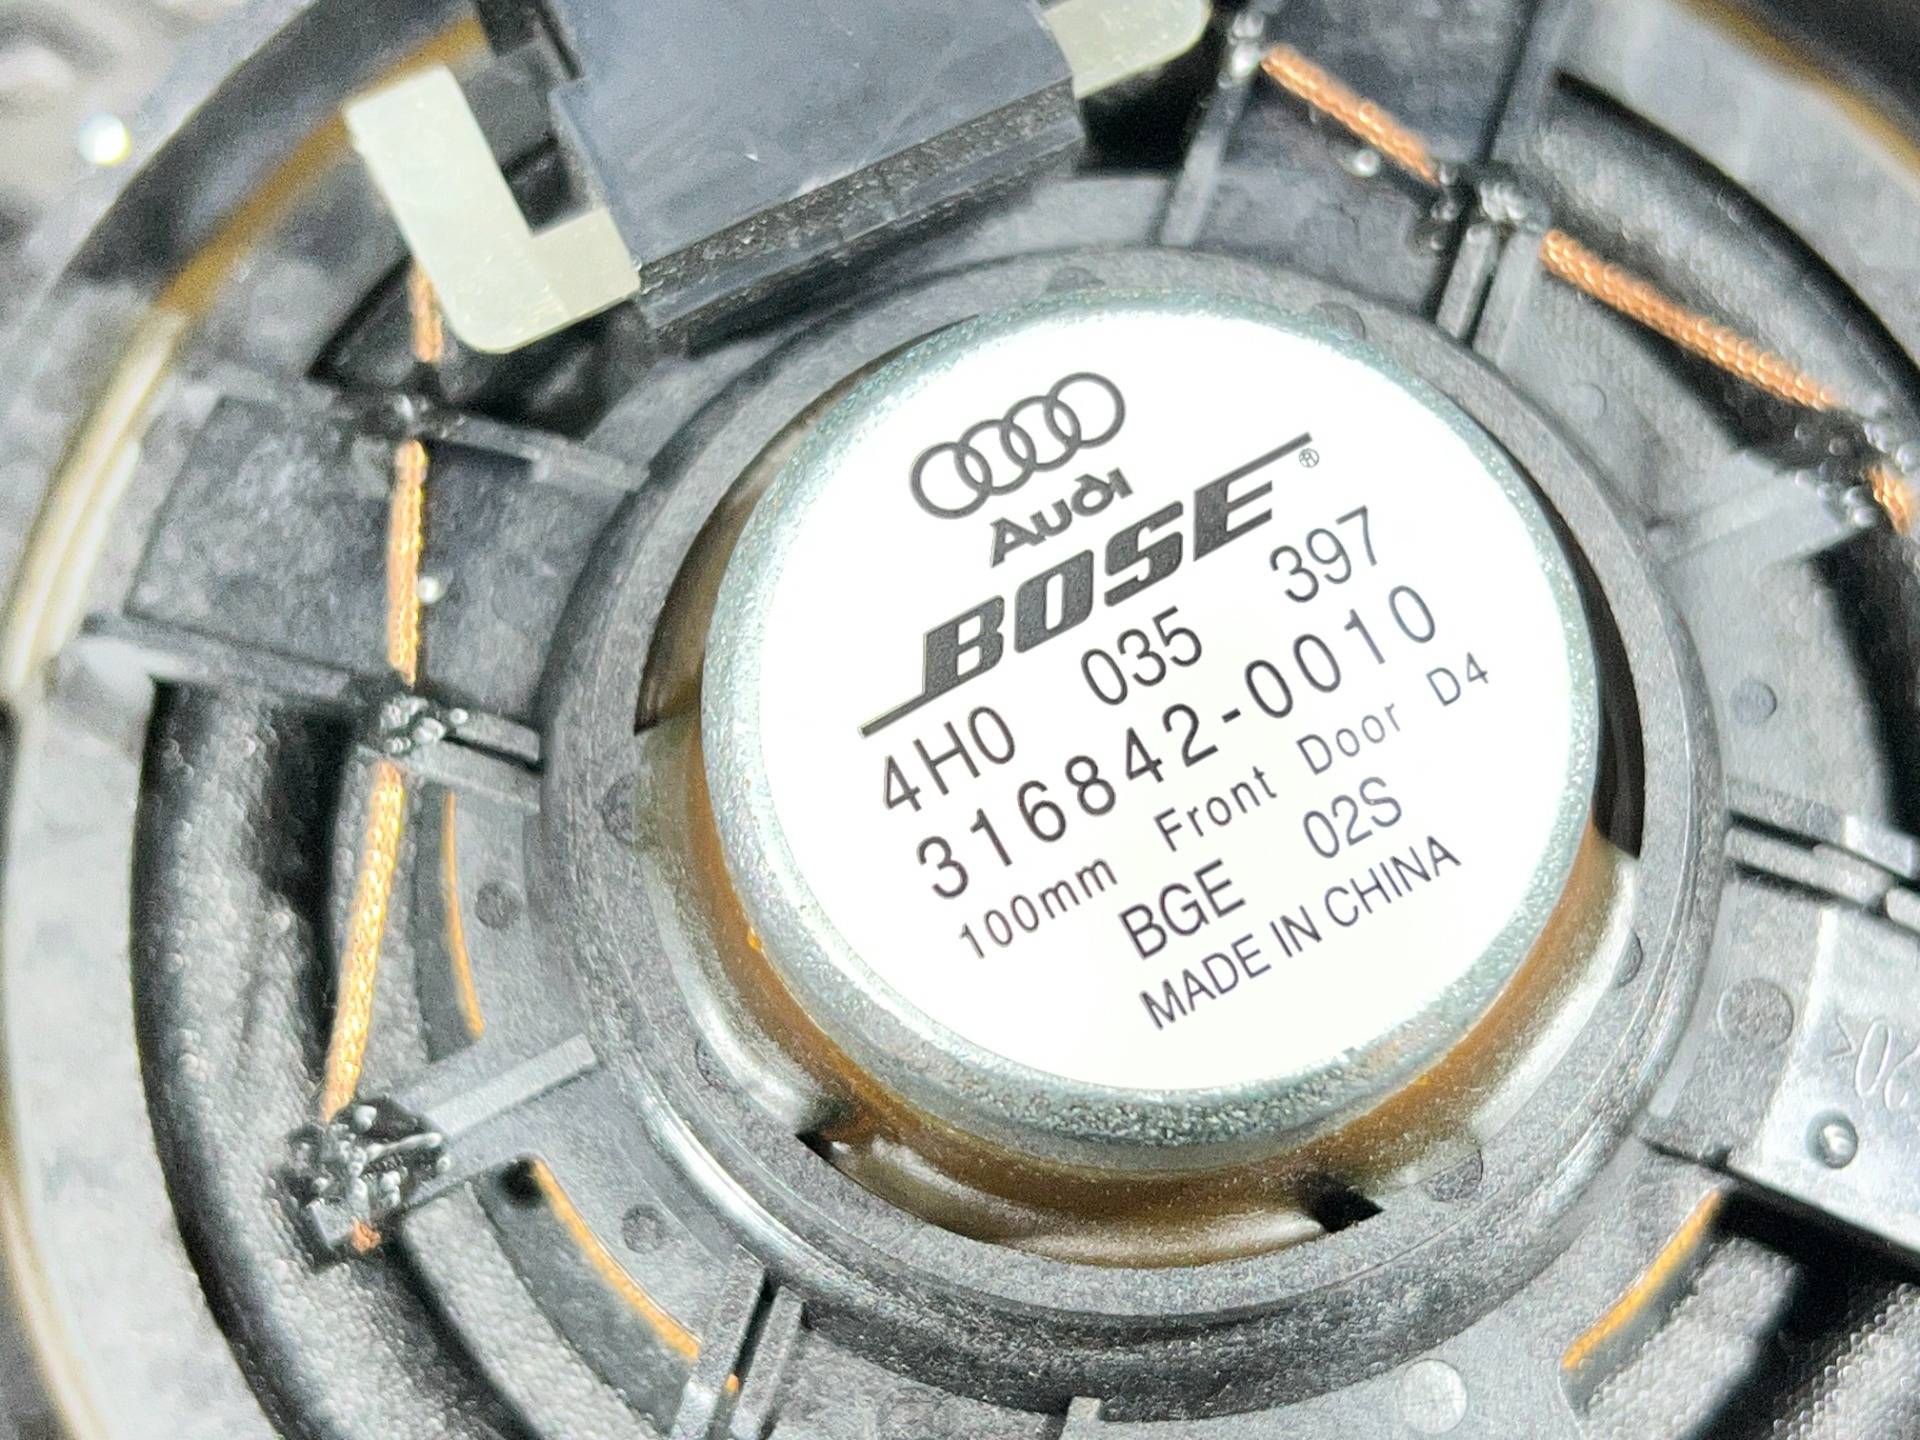 Audi
BOSE®
4H0 035 397
316842-0010
100mm Front Door D4
BGE 02S
MADE IN CHINA